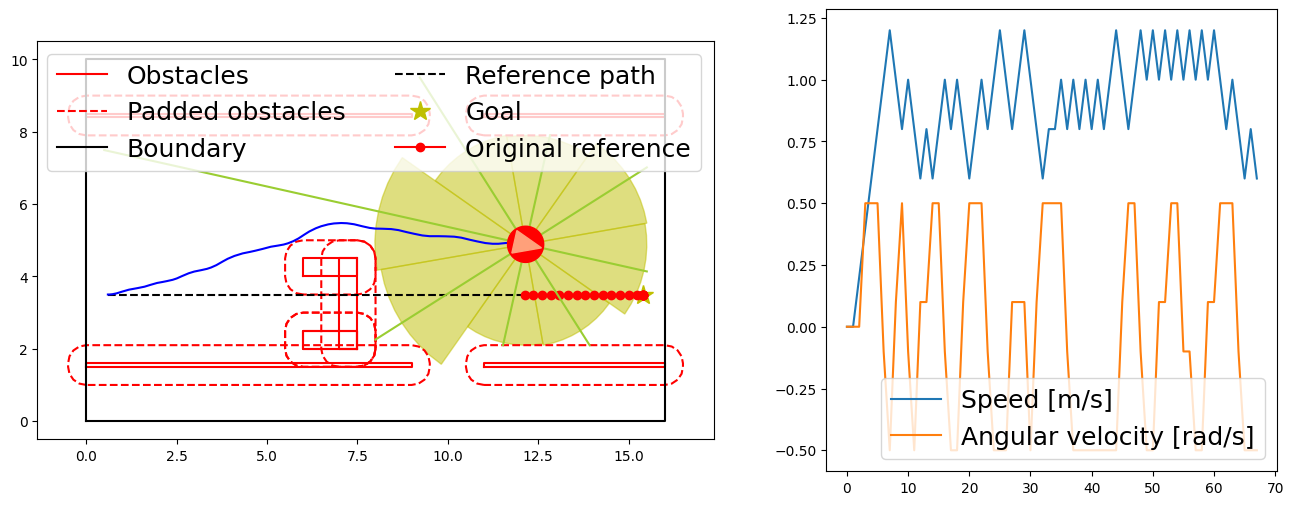 10
8
6
4
2
0
0.0 2.5 5.0 7.5 10.0 12.5 15.0
Obstacles
Padded obstacles
Boundary
Reference path
Goal
Original reference
1.25
1.00
0.75
0.50
0.25
0.00
−0.25
−0.50
0 10 20 30 40 50 60 70
Speed [m/s]
Angular velocity [rad/s]